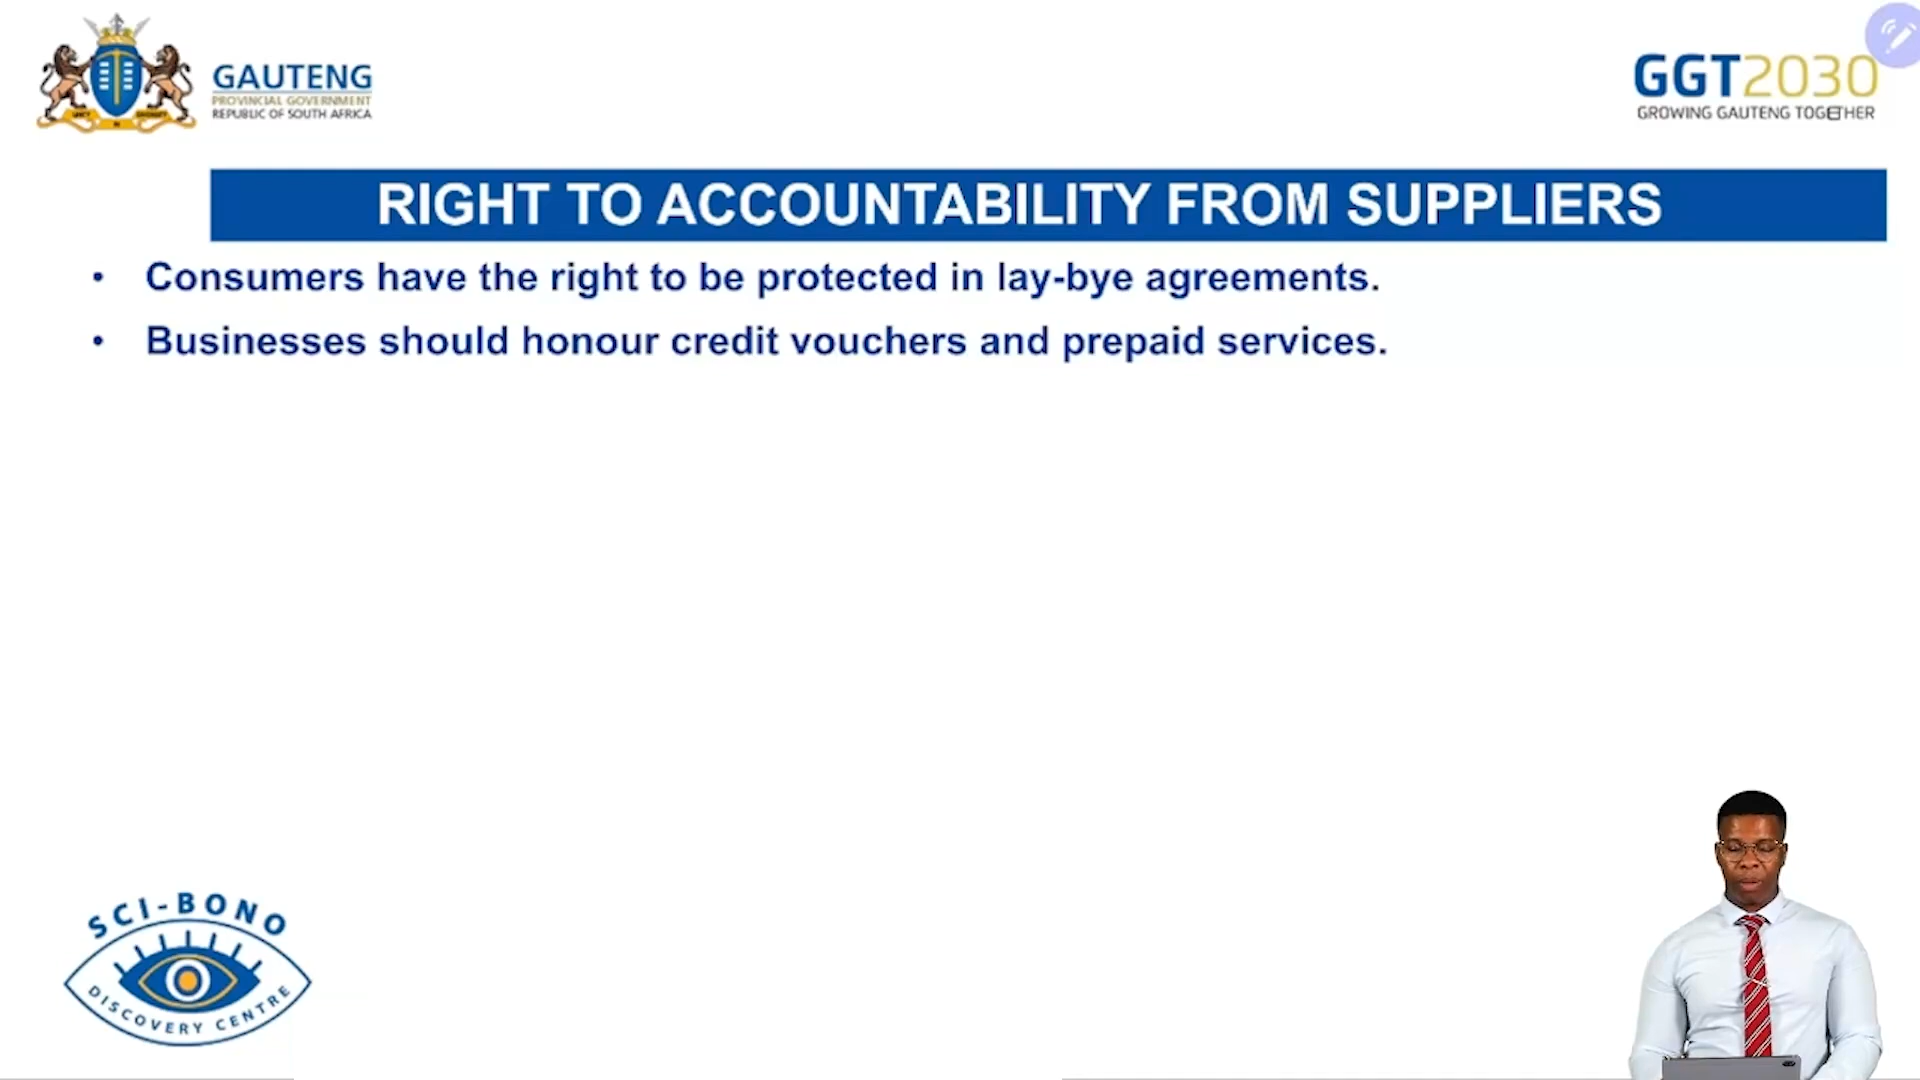 GAUTENG
PROVINCIAL GOVERNMENT
REPUBLIC OF SOUTH AFRICA
GGT2030
GROWING GAUTENG TOGETHER
RIGHT TO ACCOUNTABILITY FROM SUPPLIERS
• Consumers have the right to be protected in lay-bye agreements.
• Businesses should honour credit vouchers and prepaid services.
SCI-BONO
DISCOVERY CENTRE